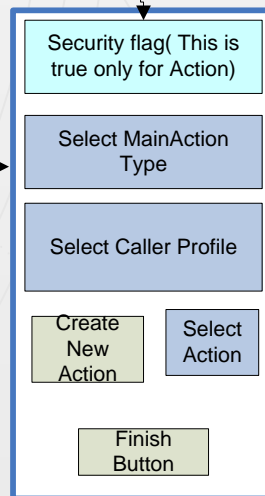 Security flag( This is
true only for Action)
Select MainAction
Type
Select Caller Profile
Create
New
Action
Select
Action
Finish
Button